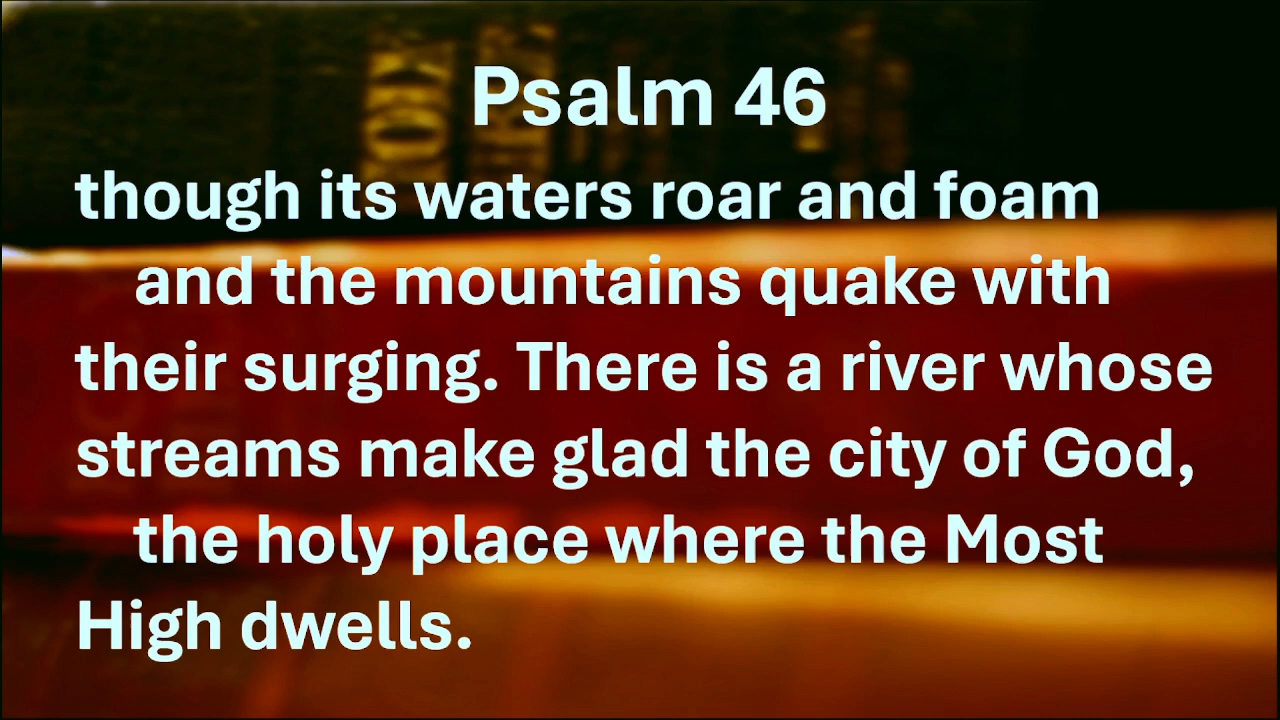 Psalm 46
though its waters roar and foam
and the mountains quake with
their surging. There is a river whose
streams make glad the city of God,
the holy place where the Most
High dwells.